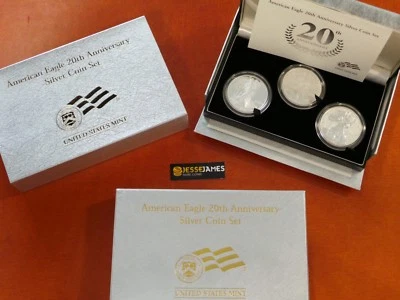 American Eagle 20th Anniversary
Silver Coin Set
UNITED STATES MINT
American Eagle 20th Anniversary Silver Coin Set
20th
JESSEJAMES
American Eagle 20th Anniversary
Silver Coin Set
UNITED STATES MINT